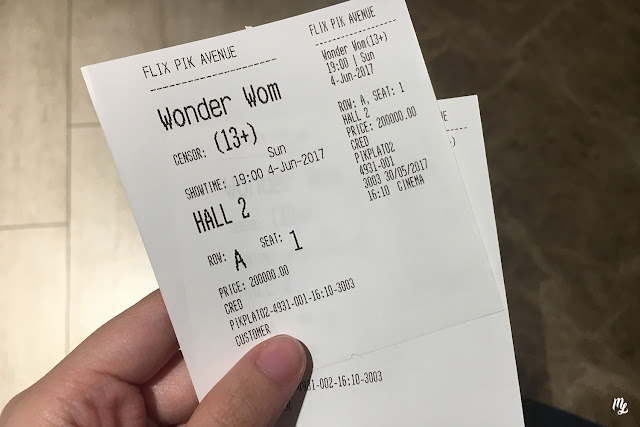 FLIX PIK AVENUE
Wonder Wom
CENSOR: (13+)
Sun
SHOWTIME: 19:00 4-Jun-2017
HALL 2
ROW: A SEAT: 1
PRICE: 200000.00
CRED
PIXPLAT02-4931-001-16:10-3003
CUSTOMER
FLIX PIK AVENUE
Wonder Wom(13+)
19:00 | Sun
4-Jun-2017
ROW: A, SEAT: 1
HALL 2
PRICE: 200000.00
CRED
PIXPLAT02
4931-001
3003 30/05/2017
16:10 CINEMA
4931-002-16:10-3003